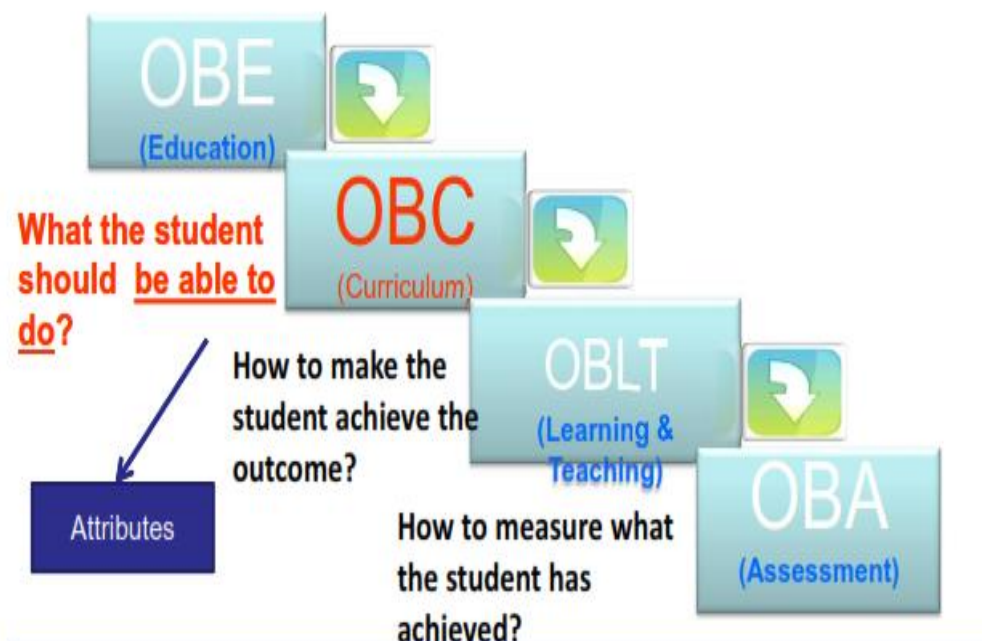 OBE
(Education)
OBC
(Curriculum)
What the student
should be able to
do?
OBLT
(Learning &
Teaching)
How to make the
student achieve the
outcome?
Attributes
OBA
(Assessment)
How to measure what
the student has
achieved?